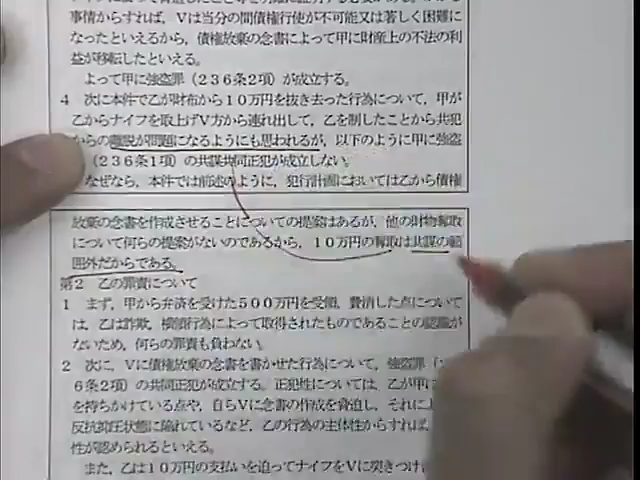 事情からすれば，Vは当分の間債権行使が不可能又は著しく困難に
なったといえるから，債権放棄の念書によって甲に財産上の不法の利
益が移転したといえる。
よって甲に強盗罪（２３６条２項）が成立する。
4 次に本件で乙が財布から１０万円を抜き去った行為について，甲が
乙からナイフを取上げV方から連れ出して，乙を制したことから共犯
からの離脱が問題になるようにも思われるが，以下のように甲に強盗
（２３６条１項）の共謀共同正犯が成立しない。
なぜなら，本件では前述のように，犯行計画においては乙から債権
放棄の念書を作成させることについての提案はあるが，他の財物奪取
について何らの提案がないのであるから，１０万円の奪取は共謀の範
囲外だからである。
第２ 乙の罪責について
1 まず，甲から弁済を受けた５００万円を受領，費消した点について
は，乙は詐欺，横領行為によって取得されたものであることの認識が
ないため，何らの罪責も負わない。
2 次に，Vに債権放棄の念書を書かせた行為について，強盗罪（
６条２項）の共同正犯が成立する。正犯性については，乙が甲に
を持ちかけている点や，自らVに念書の作成を脅迫し，それに
反抗抑圧状態に陥れているなど，乙の行為の主体性からすれば
性が認められるといえる。
また，乙は１０万円の支払いを迫ってナイフをVに突きつけ